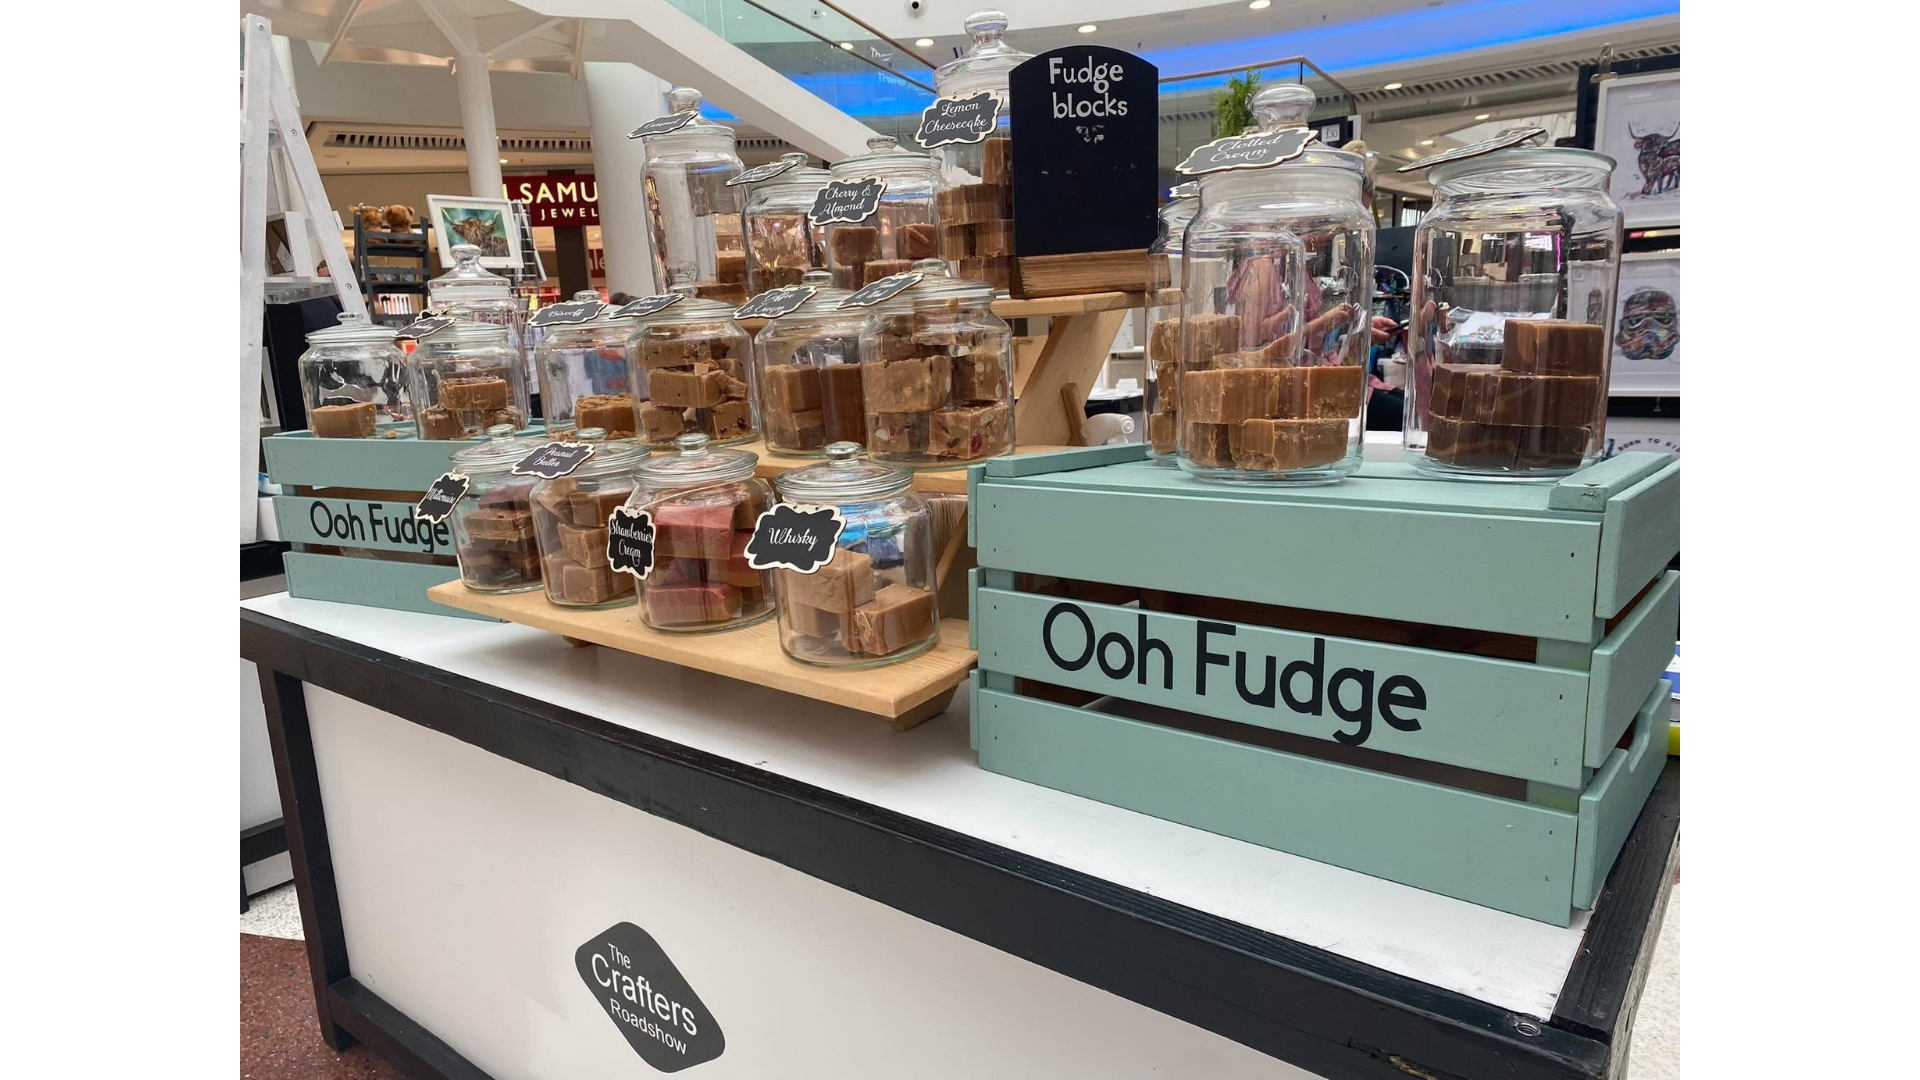 Fudge
blocks
Lemon
Cheesecake
Clotted
Cream
Caramel
Cherry &
Almond
SAMU
JEWEL
Biscoff
Coffee
& Cream
Peanut
Butter
Millionaire
Strawberries
Cream
Whisky
Ooh Fudge
Ooh Fudge
The
Crafters
Roadshow